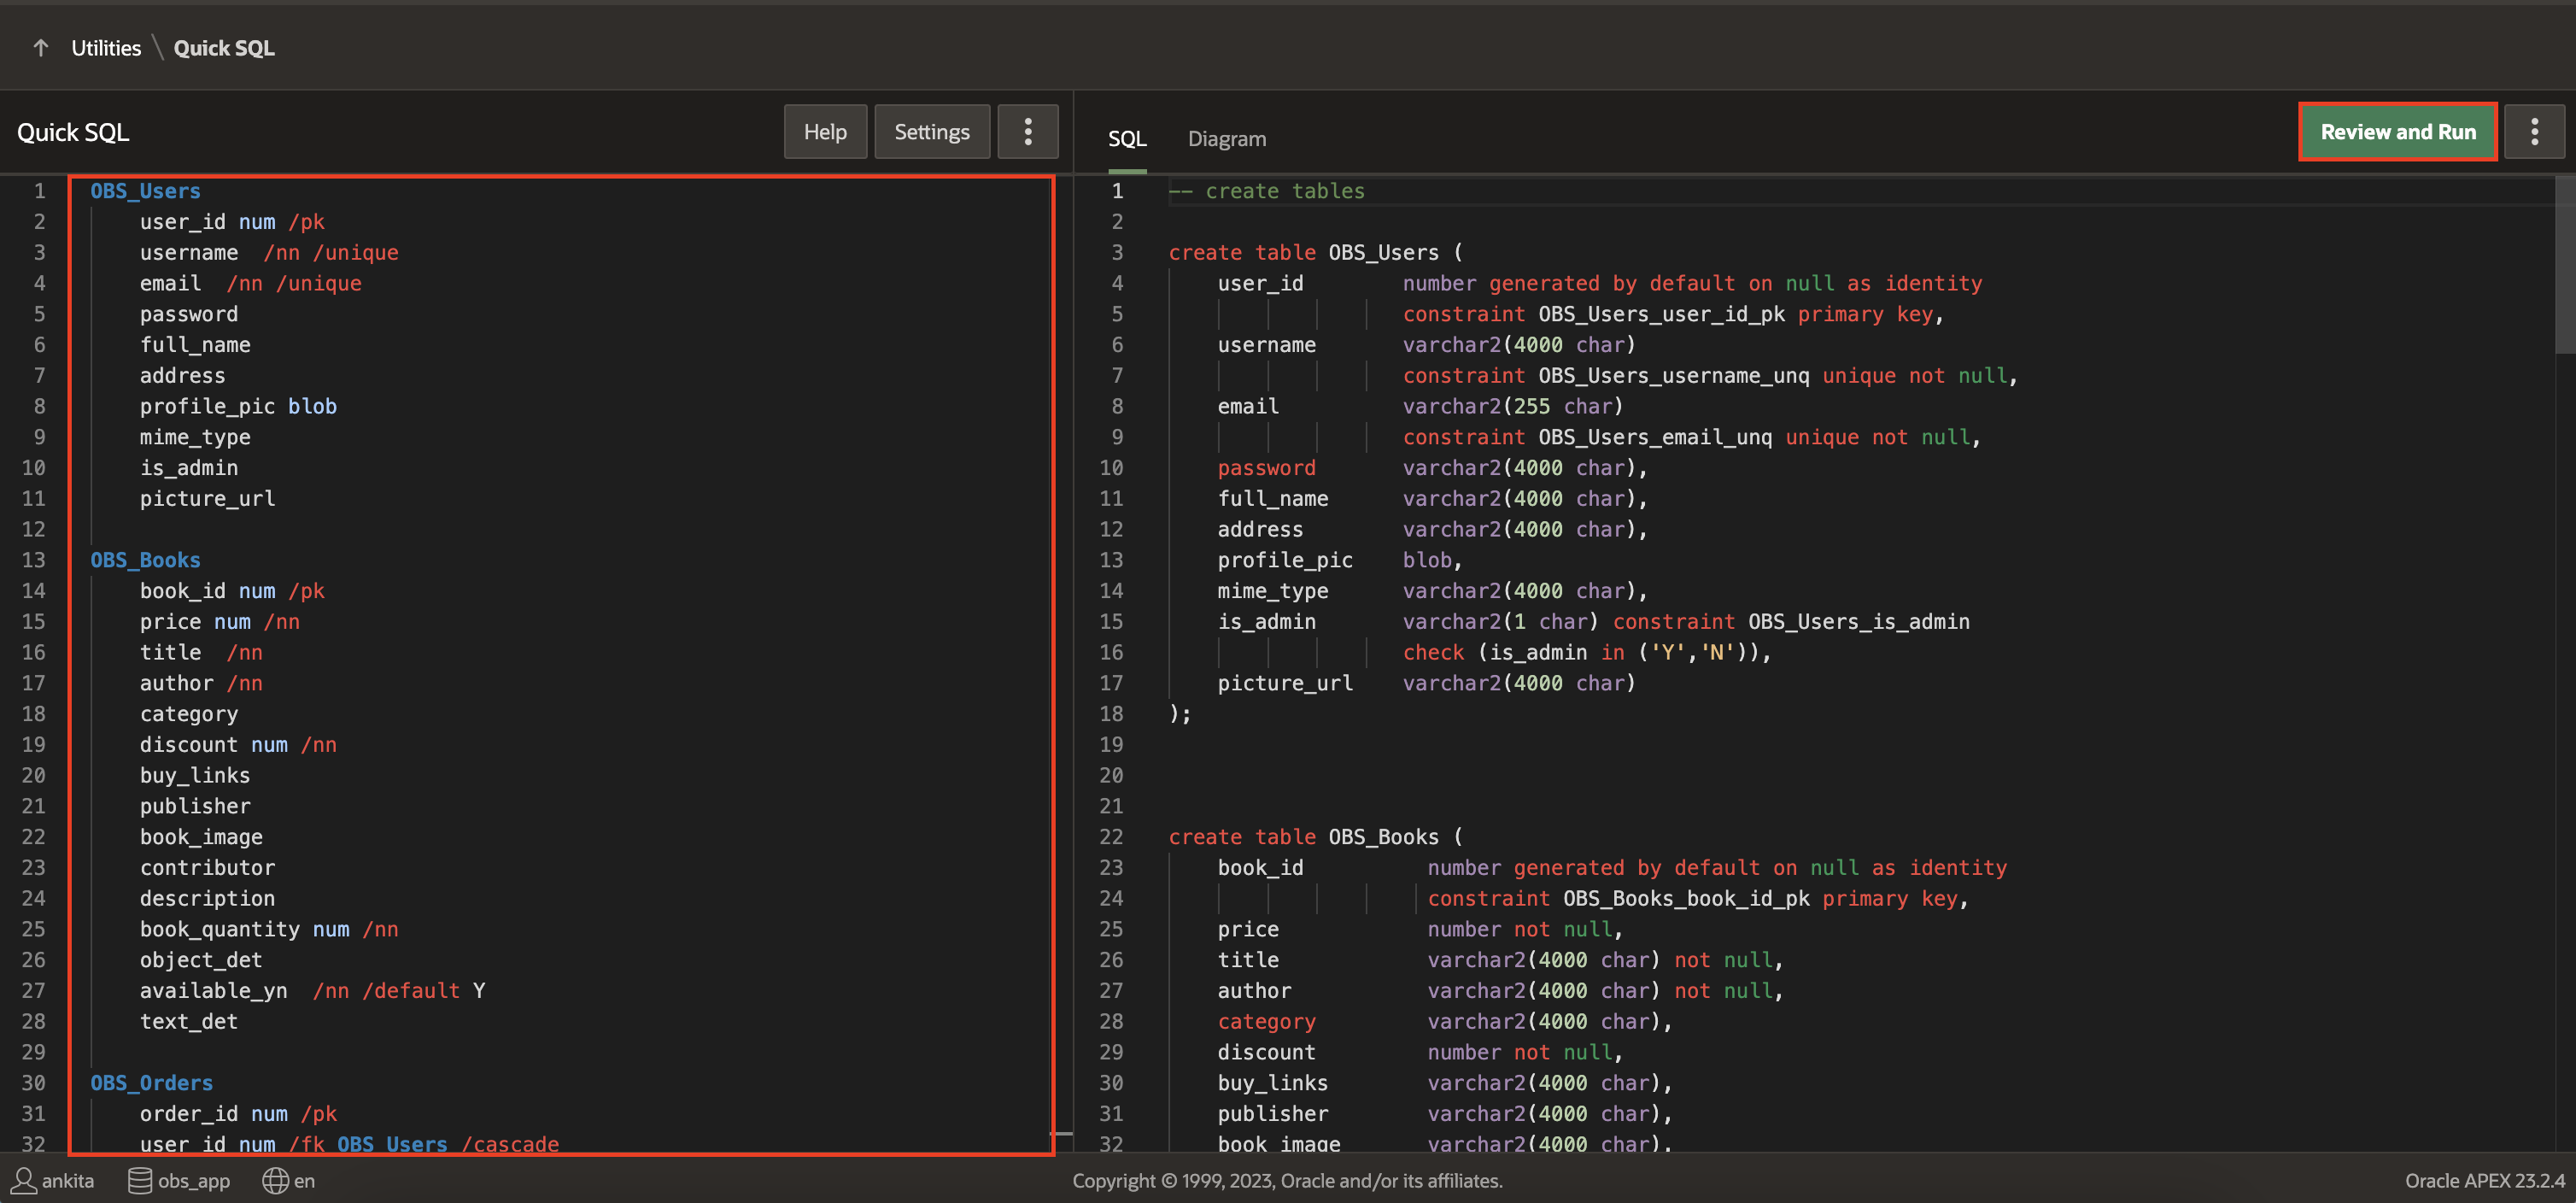 Utilities \ Quick SQL
Quick SQL
Help
Settings
SQL
Diagram
Review and Run
1 OBS_Users
2 user_id num /pk
3 username  /nn /unique
4 email  /nn /unique
5 password
6 full_name
7 address
8 profile_pic blob
9 mime_type
10 is_admin
11 picture_url
12
13 OBS_Books
14 book_id num /pk
15 price num /nn
16 title  /nn
17 author /nn
18 category
19 discount num /nn
20 buy_links
21 publisher
22 book_image
23 contributor
24 description
25 book_quantity num /nn
26 object_det
27 available_yn  /nn /default Y
28 text_det
29
30 OBS_Orders
31 order_id num /pk
32 user_id num /fk OBS_Users /cascade
1 -- create tables
2
3 create table OBS_Users (
4 user_id number generated by default on null as identity
5 constraint OBS_Users_user_id_pk primary key,
6 username varchar2(4000 char)
7 constraint OBS_Users_username_unq unique not null,
8 email varchar2(255 char)
9 constraint OBS_Users_email_unq unique not null,
10 password varchar2(4000 char),
11 full_name varchar2(4000 char),
12 address varchar2(4000 char),
13 profile_pic blob,
14 mime_type varchar2(4000 char),
15 is_admin varchar2(1 char) constraint OBS_Users_is_admin
16 check (is_admin in ('Y','N')),
17 picture_url varchar2(4000 char)
18 );
19
20
21
22 create table OBS_Books (
23 book_id number generated by default on null as identity
24 constraint OBS_Books_book_id_pk primary key,
25 price number not null,
26 title varchar2(4000 char) not null,
27 author varchar2(4000 char) not null,
28 category varchar2(4000 char),
29 discount number not null,
30 buy_links varchar2(4000 char),
31 publisher varchar2(4000 char),
32 book_image varchar2(4000 char),
ankita
obs_app
en
Copyright © 1999, 2023, Oracle and/or its affiliates.
Oracle APEX 23.2.4